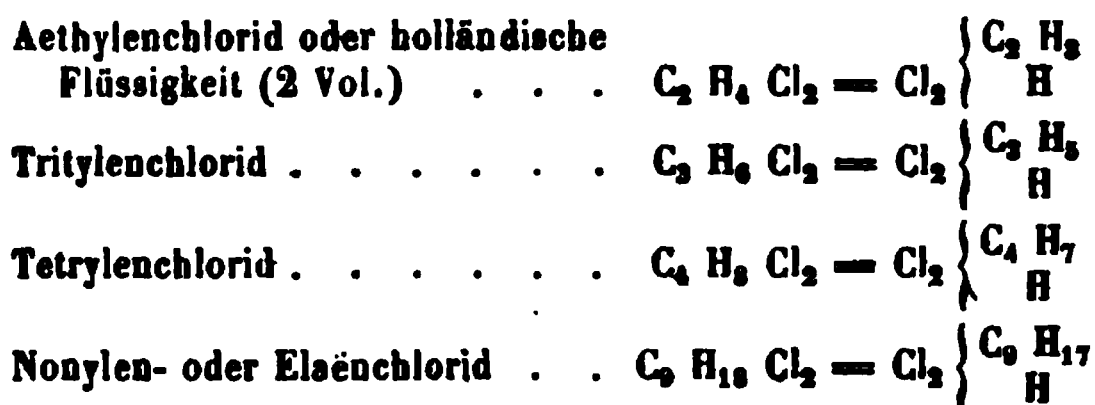 Aethylenchlorid oder holländische
Flüssigkeit (2 Vol.) . . . C₂ H₄ Cl₂ = Cl₂ { C₂ H₃
H
Tritylenchlorid . . . . . . C₃ H₆ Cl₂ = Cl₂ { C₃ H₅
H
Tetrylenchlorid . . . . . . C₄ H₈ Cl₂ = Cl₂ { C₄ H₇
H
Nonylen- oder Elaënchlorid . . C₉ H₁₈ Cl₂ = Cl₂ { C₉ H₁₇
H